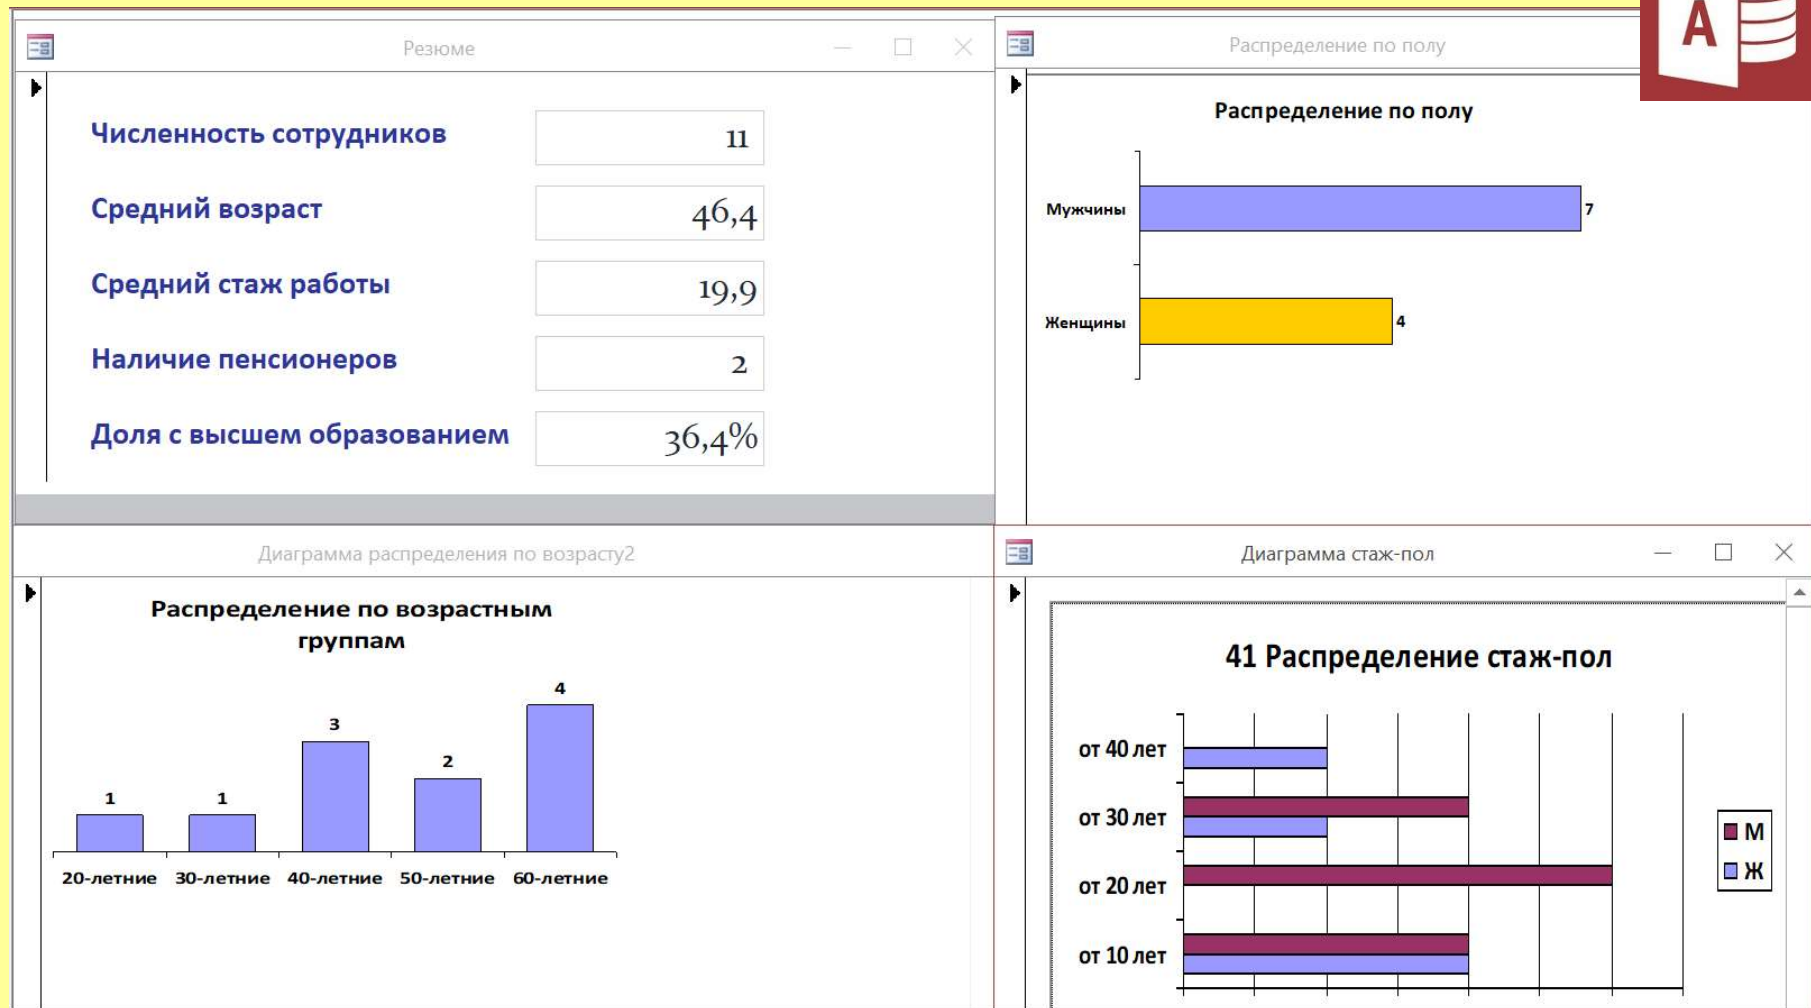 Резюме
Численность сотрудников 11
Средний возраст 46,4
Средний стаж работы 19,9
Наличие пенсионеров 2
Доля с высшем образованием 36,4%
Распределение по полу
A
Распределение по полу
Мужчины 7
Женщины 4
Диаграмма распределения по возрасту2
Распределение по возрастным
группам
1 1 3 2 4
20-летние 30-летние 40-летние 50-летние 60-летние
Диаграмма стаж-пол
41 Распределение стаж-пол
от 40 лет
от 30 лет
от 20 лет
от 10 лет
М
Ж